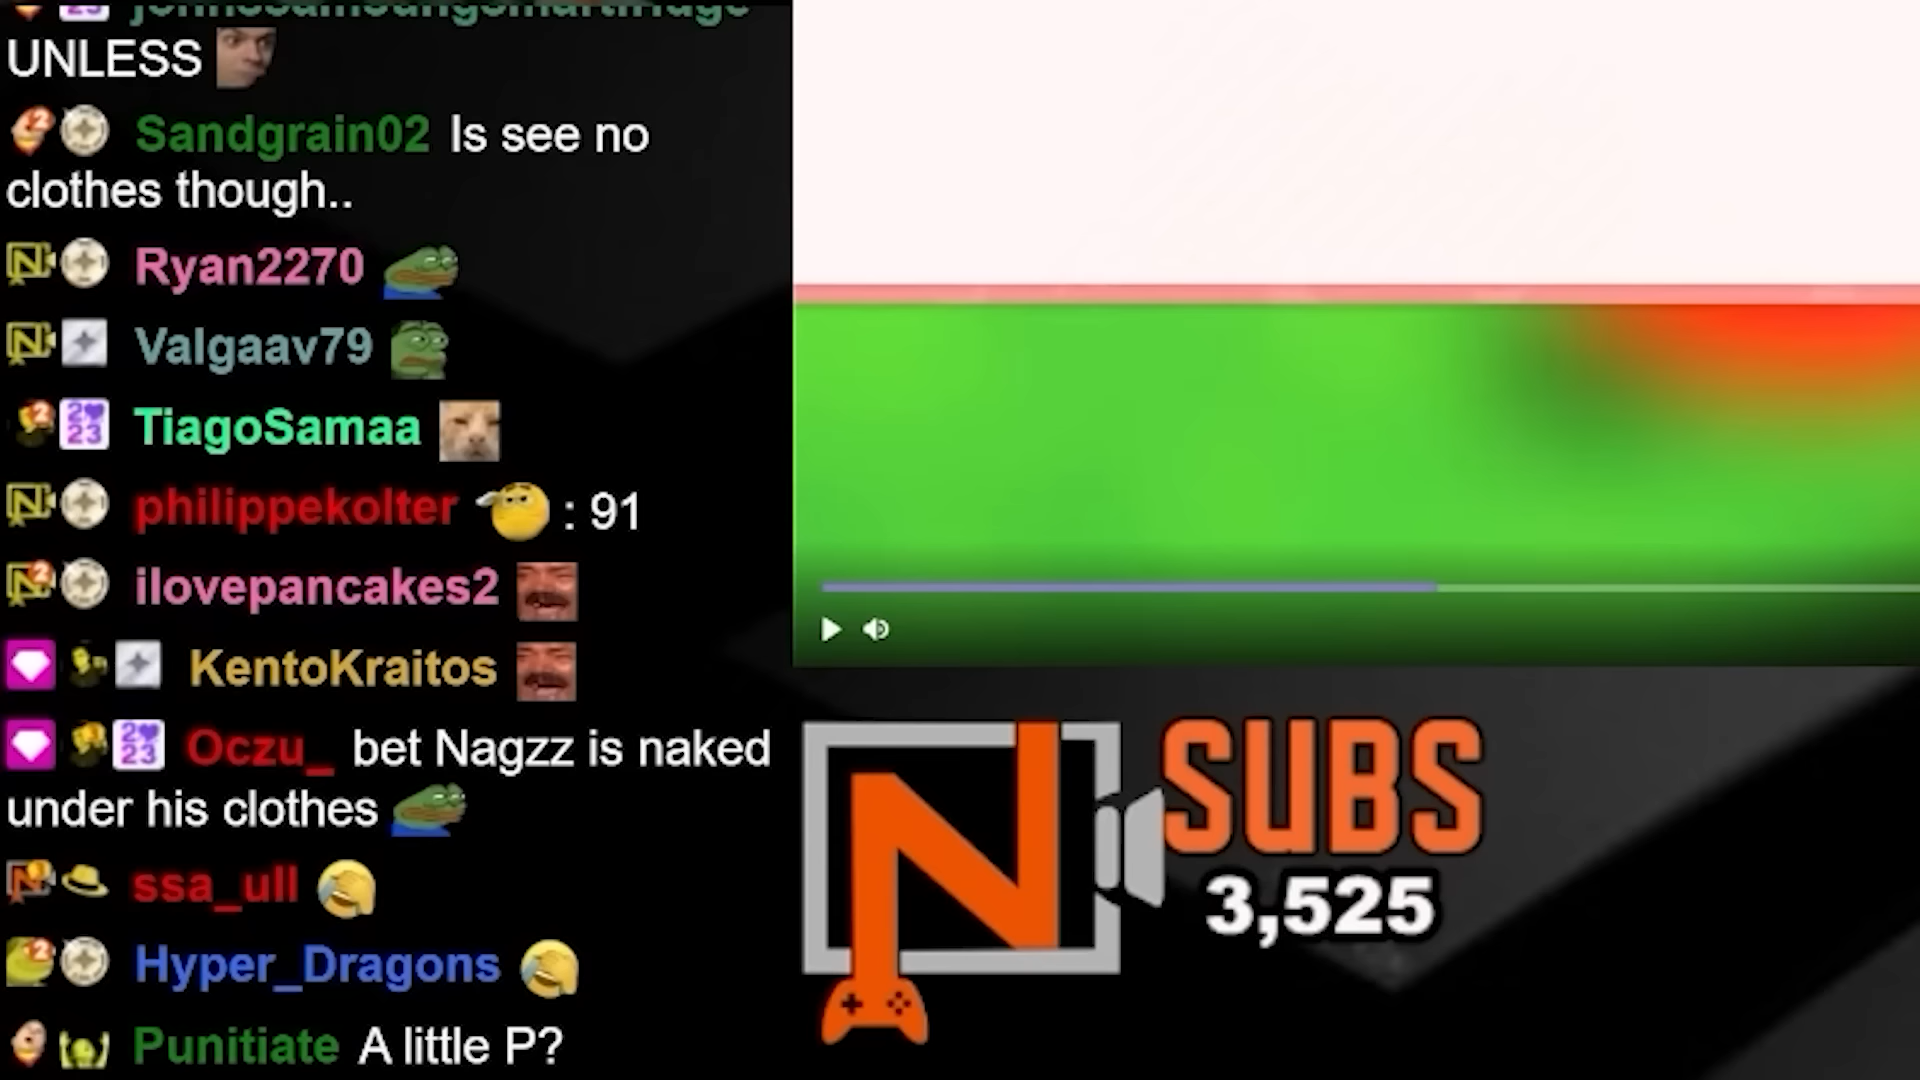 johnsSamsungsmartfridge
UNLESS
Sandgrain02 Is see no
clothes though..
Ryan2270
Valgaav79
TiagoSamaa
philippekolter : 91
ilovepancakes2
KentoKraitos
Oczu_ bet Nagzz is naked
under his clothes
ssa_ull
Hyper_Dragons
Punitiate A little P?
N SUBS
3,525